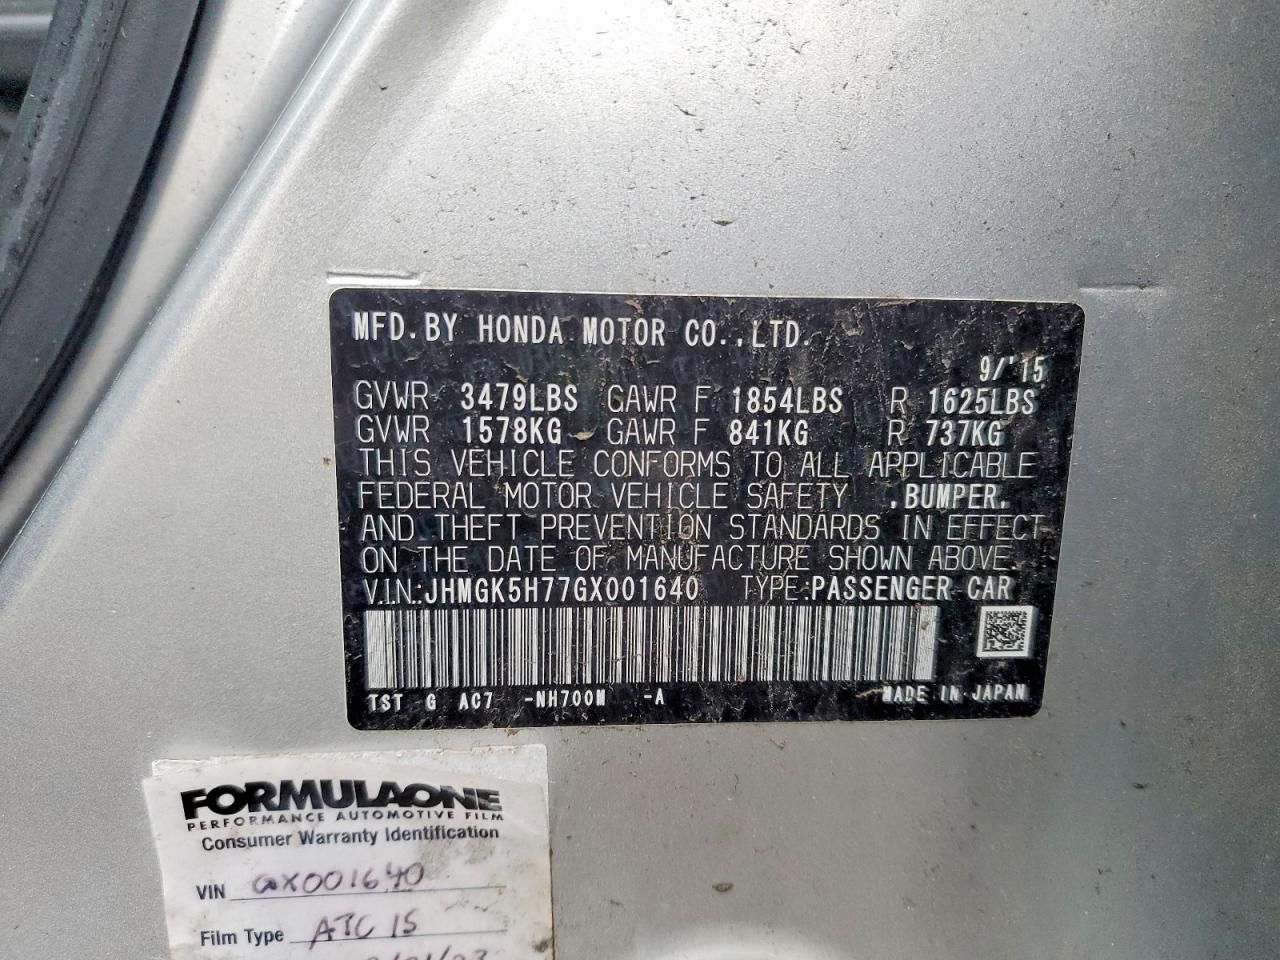 MFD. BY HONDA MOTOR CO., LTD.
9/'15
GVWR 3479LBS GAWR F 1854LBS R 1625LBS
GVWR 1578KG GAWR F 841KG R 737KG
THIS VEHICLE CONFORMS TO ALL APPLICABLE
FEDERAL MOTOR VEHICLE SAFETY ,BUMPER,
AND THEFT PREVENTION STANDARDS IN EFFECT
ON THE DATE OF MANUFACTURE SHOWN ABOVE.
V.I.N.:JHMGK5H77GX001640 TYPE:PASSENGER CAR
TST G AC7 -NH700M -A MADE IN JAPAN
FORMULAONE
PERFORMANCE AUTOMOTIVE FILM
Consumer Warranty Identification
VIN GX001640
Film Type ATC 15